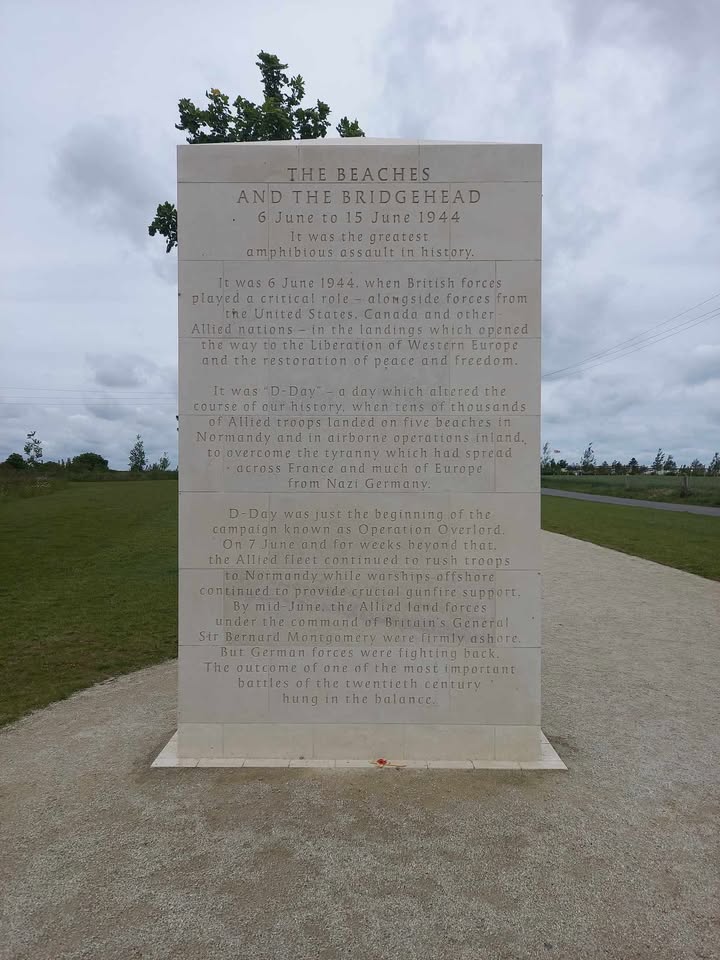 THE BEACHES
AND THE BRIDGEHEAD
6 June to 15 June 1944
It was the greatest
amphibious assault in history.
It was 6 June 1944, when British forces
played a critical role – alongside forces from
the United States, Canada and other
Allied nations – in the landings which opened
the way to the Liberation of Western Europe
and the restoration of peace and freedom.
It was "D-Day" – a day which altered the
course of our history, when tens of thousands
of Allied troops landed on five beaches in
Normandy and in airborne operations inland,
to overcome the tyranny which had spread
across France and much of Europe
from Nazi Germany.
D-Day was just the beginning of the
campaign known as Operation Overlord.
On 7 June and for weeks beyond that,
the Allied fleet continued to rush troops
to Normandy while warships offshore
continued to provide crucial gunfire support.
By mid-June, the Allied land forces
under the command of Britain's General
Sir Bernard Montgomery were firmly ashore.
But German forces were fighting back.
The outcome of one of the most important
battles of the twentieth century
hung in the balance.